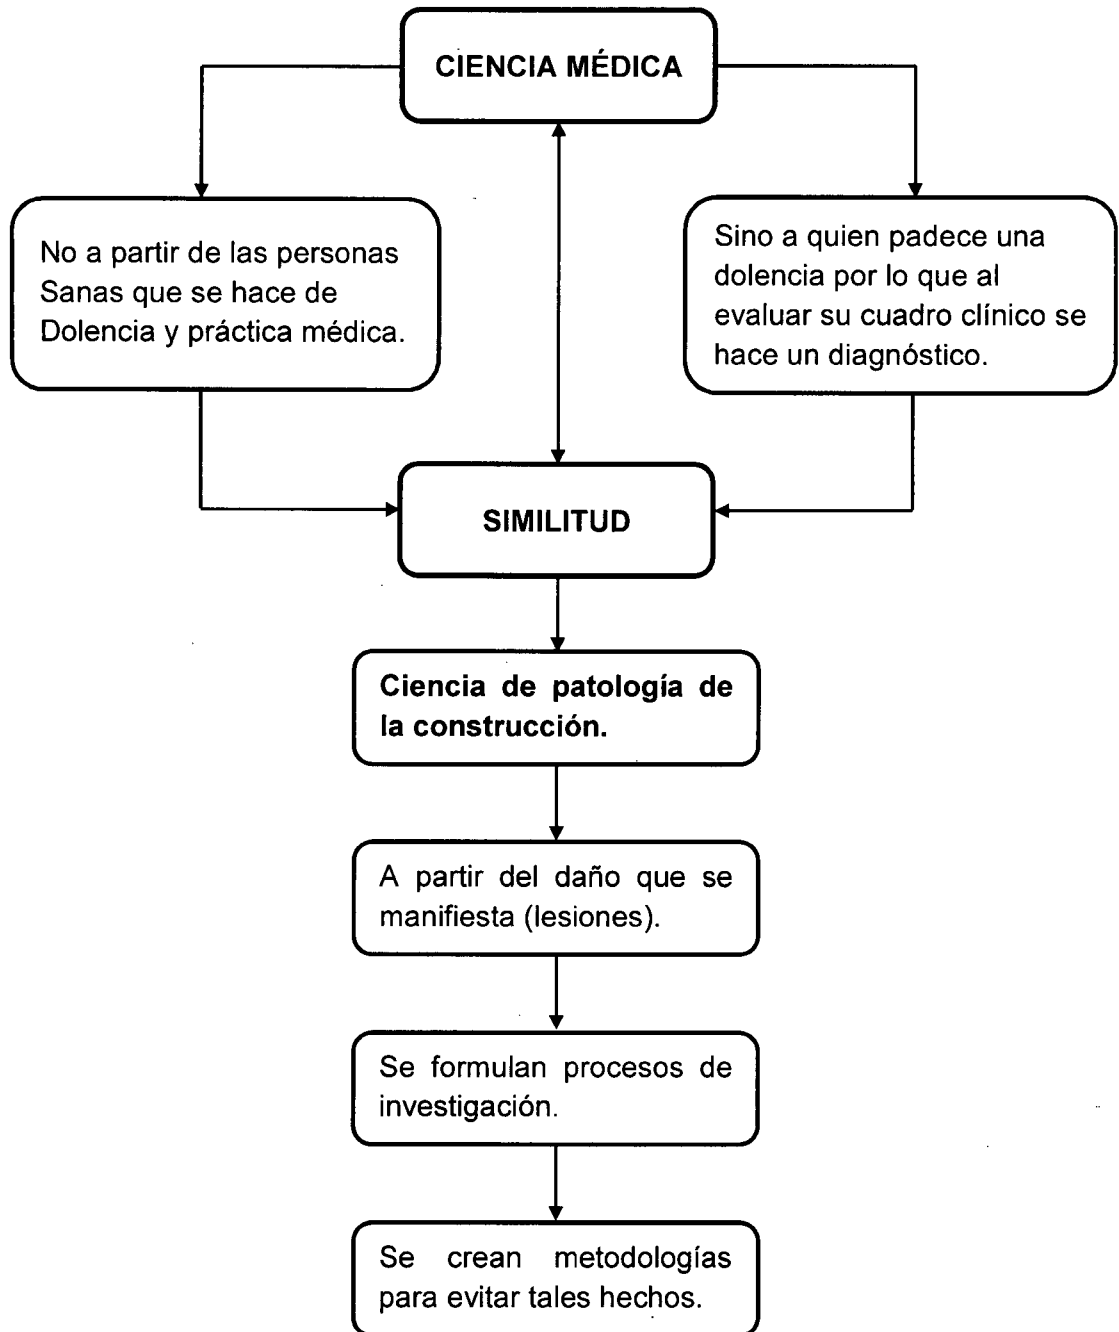 CIENCIA MÉDICA
No a partir de las personas
Sanas que se hace de
Dolencia y práctica médica.
Sino a quien padece una
dolencia por lo que al
evaluar su cuadro clínico se
hace un diagnóstico.
SIMILITUD
Ciencia de patología de
la construcción.
A partir del daño que se
manifiesta (lesiones).
Se formulan procesos de
investigación.
Se crean metodologías
para evitar tales hechos.